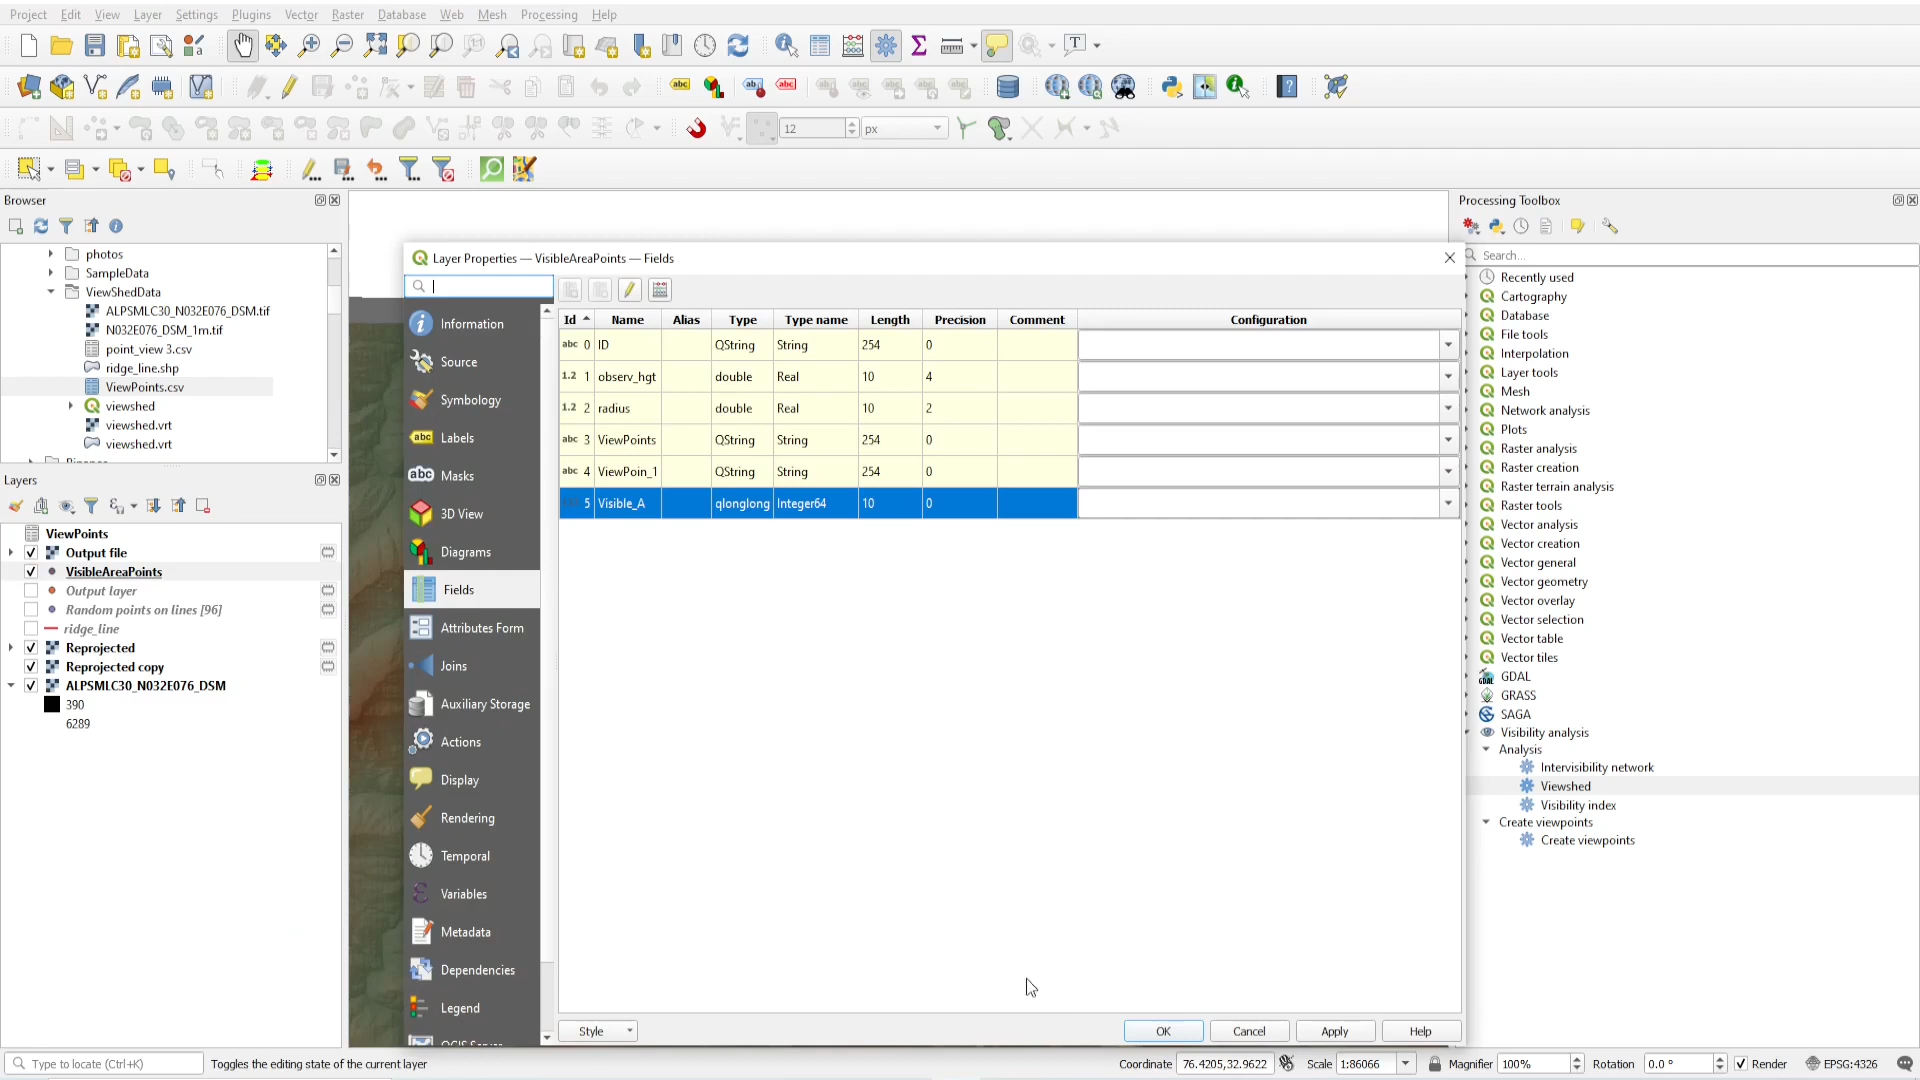 Project Edit View Layer Settings Plugins Vector Raster Database Web Mesh Processing Help
12 px
Browser
photos
SampleData
ViewShedData
ALPSMLC30_N032E076_DSM.tif
N032E076_DSM_1m.tif
point_view 3.csv
ridge_line.shp
ViewPoints.csv
viewshed
viewshed.vrt
viewshed.vrt
Layers
ViewPoints
Output file
VisibleAreaPoints
Output layer
Random points on lines [96]
ridge_line
Reprojected
Reprojected copy
ALPSMLC30_N032E076_DSM
390
6289
Layer Properties — VisibleAreaPoints — Fields
Information
Source
Symbology
Labels
Masks
3D View
Diagrams
Fields
Attributes Form
Joins
Auxiliary Storage
Actions
Display
Rendering
Temporal
Variables
Metadata
Dependencies
Legend
QGIS Server
Id Name Alias Type Type name Length Precision Comment Configuration
abc 0 ID QString String 254 0
1.2 1 observ_hgt double Real 10 4
1.2 2 radius double Real 10 2
abc 3 ViewPoints QString String 254 0
abc 4 ViewPoin_1 QString String 254 0
5 Visible_A qlonglong Integer64 10 0
Style OK Cancel Apply Help
Processing Toolbox
Search...
Recently used
Cartography
Database
File tools
Interpolation
Layer tools
Mesh
Network analysis
Plots
Raster analysis
Raster creation
Raster terrain analysis
Raster tools
Vector analysis
Vector creation
Vector general
Vector geometry
Vector overlay
Vector selection
Vector table
Vector tiles
GDAL
GRASS
SAGA
Visibility analysis
Analysis
Intervisibility network
Viewshed
Visibility index
Create viewpoints
Create viewpoints
Type to locate (Ctrl+K) Toggles the editing state of the current layer Coordinate 76.4205,32.9622 Scale 1:86066 Magnifier 100% Rotation 0.0 ° Render EPSG:4326